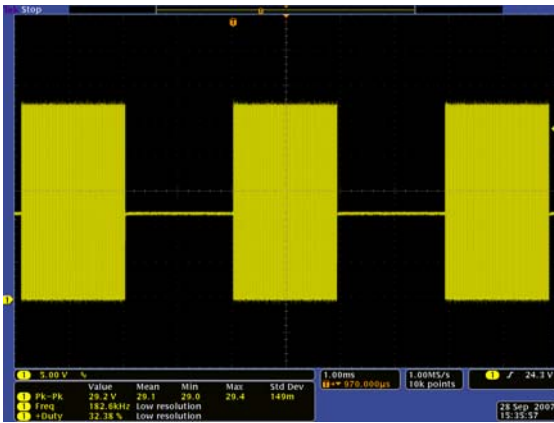 Tek Stop
1
1 5.00 V
Value Mean Min Max Std Dev
1 Pk-Pk 29.2 V 29.1 29.0 29.4 149m
1 Freq 182.6kHz Low resolution
1 +Duty 32.38 % Low resolution
1.00ms
970.000µs
1.00MS/s
10k points
1 24.3 V
28 Sep 2007
15:35:57